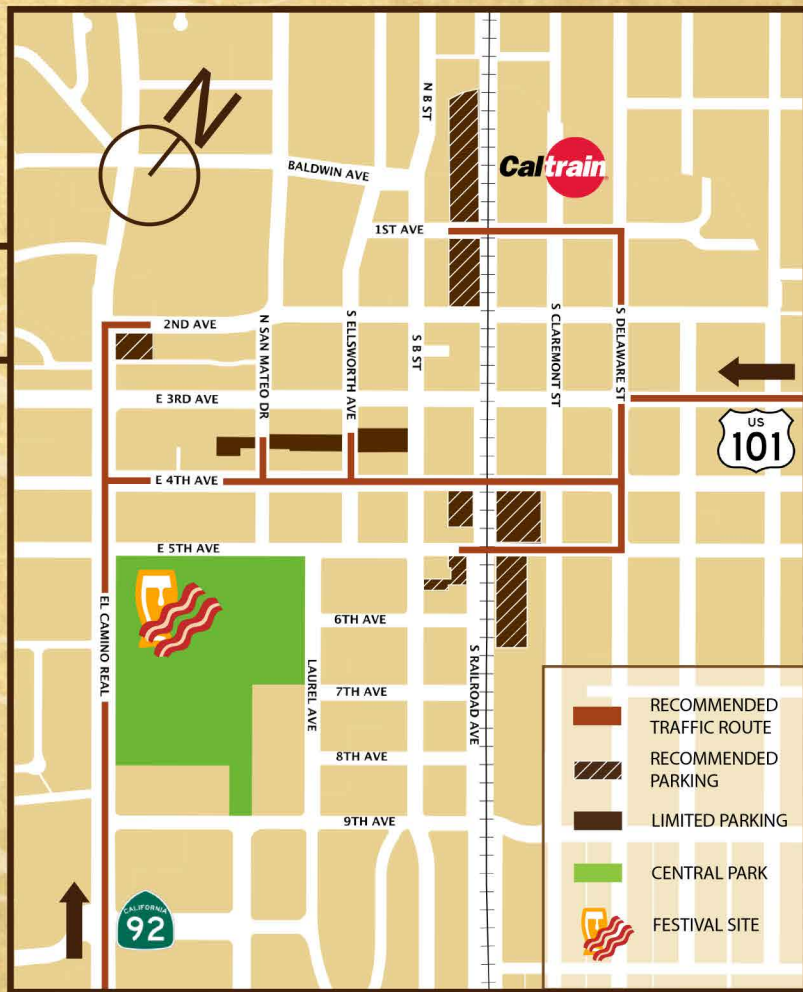 N
N B ST
Caltrain
BALDWIN AVE
1ST AVE
2ND AVE
N SAN MATEO DR
S ELLSWORTH AVE
S B ST
S CLAREMONT ST
S DELAWARE ST
E 3RD AVE
US
101
E 4TH AVE
E 5TH AVE
EL CAMINO REAL
6TH AVE
LAUREL AVE
S RAILROAD AVE
7TH AVE
8TH AVE
9TH AVE
CALIFORNIA
92
RECOMMENDED
TRAFFIC ROUTE
RECOMMENDED
PARKING
LIMITED PARKING
CENTRAL PARK
FESTIVAL SITE